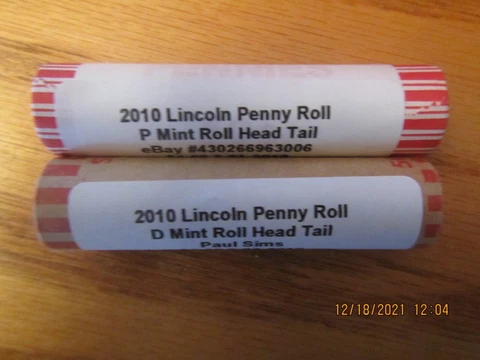 2010 Lincoln Penny Roll
P Mint Roll Head Tail
eBay #430266963006
2010 Lincoln Penny Roll
D Mint Roll Head Tail
Paul Sims
12/18/2021 12:04